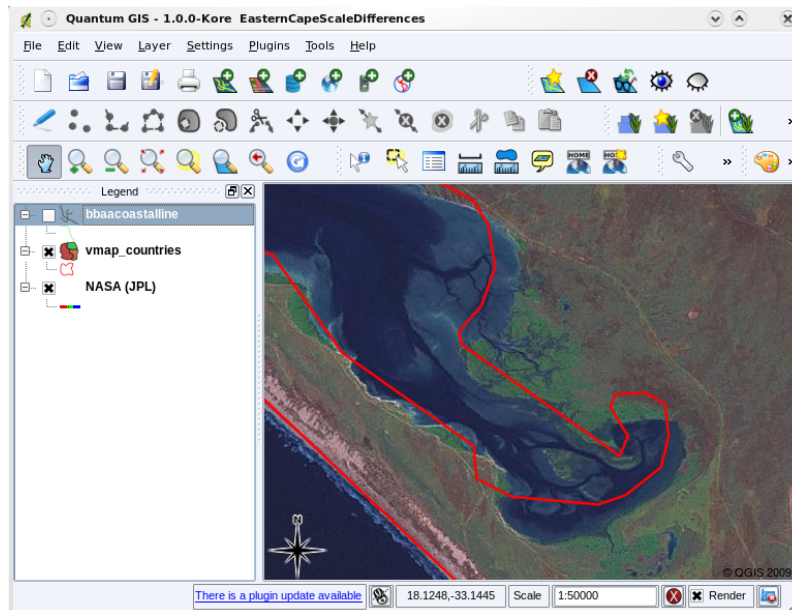 Quantum GIS - 1.0.0-Kore EasternCapeScaleDifferences
File Edit View Layer Settings Plugins Tools Help
HOME
Legend
bbaacoastalline
vmap_countries
NASA (JPL)
N
© QGIS 2009
There is a plugin update available 18.1248,-33.1445 Scale 1:50000 Render